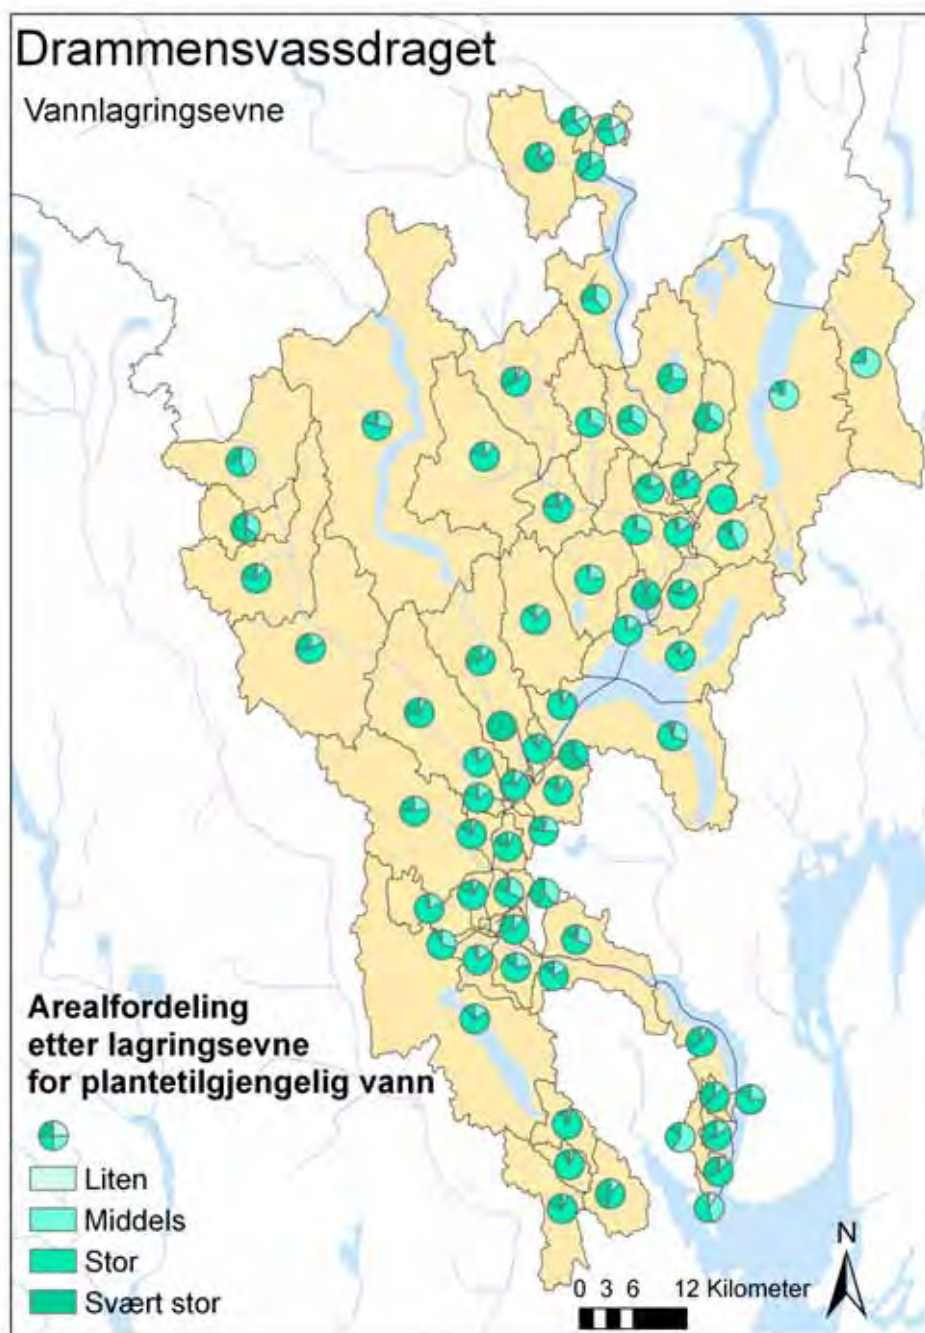 Drammensvassdraget
Vannlagringsevne
Arealfordeling
etter lagringsevne
for plantetilgjengelig vann
Liten
Middels
Stor
Svært stor
0 3 6 12 Kilometer
N